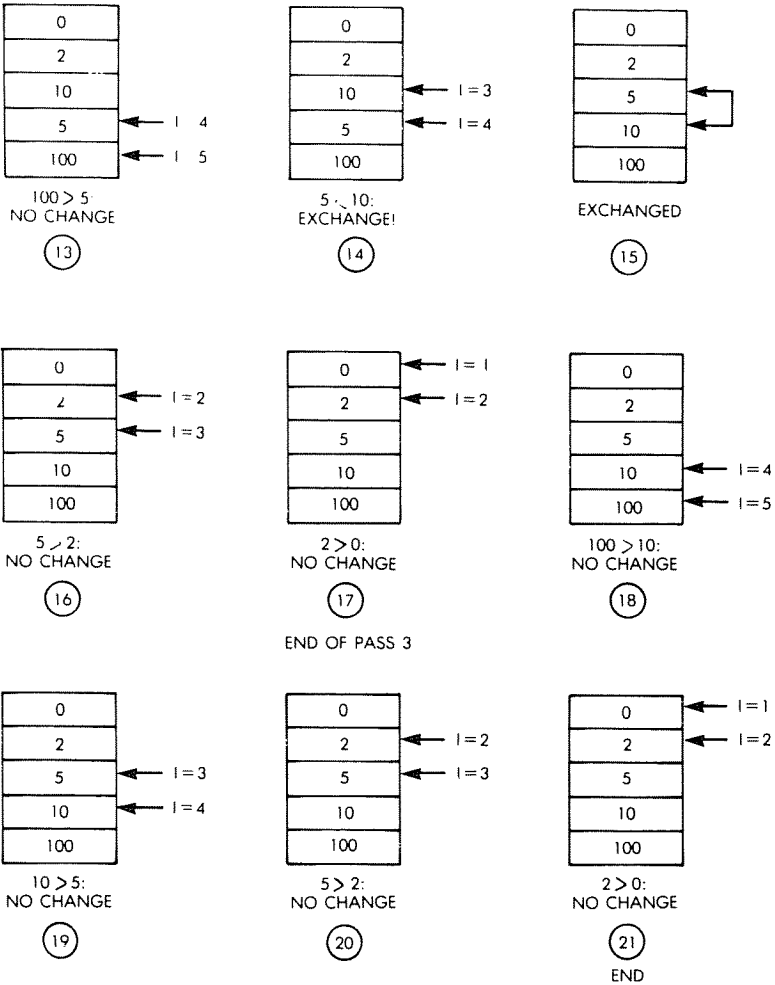 0
2
10
5
100
I 4
I 5
100 > 5
NO CHANGE
13
0
2
10
5
100
I = 3
I = 4
5 10:
EXCHANGE!
14
0
2
5
10
100
EXCHANGED
15
0
2
5
10
100
I = 2
I = 3
5 > 2:
NO CHANGE
16
0
2
5
10
100
I = 1
I = 2
2 > 0:
NO CHANGE
17
END OF PASS 3
0
2
5
10
100
I = 4
I = 5
100 > 10:
NO CHANGE
18
0
2
5
10
100
I = 3
I = 4
10 > 5:
NO CHANGE
19
0
2
5
10
100
I = 2
I = 3
5 > 2:
NO CHANGE
20
0
2
5
10
100
I = 1
I = 2
2 > 0:
NO CHANGE
21
END